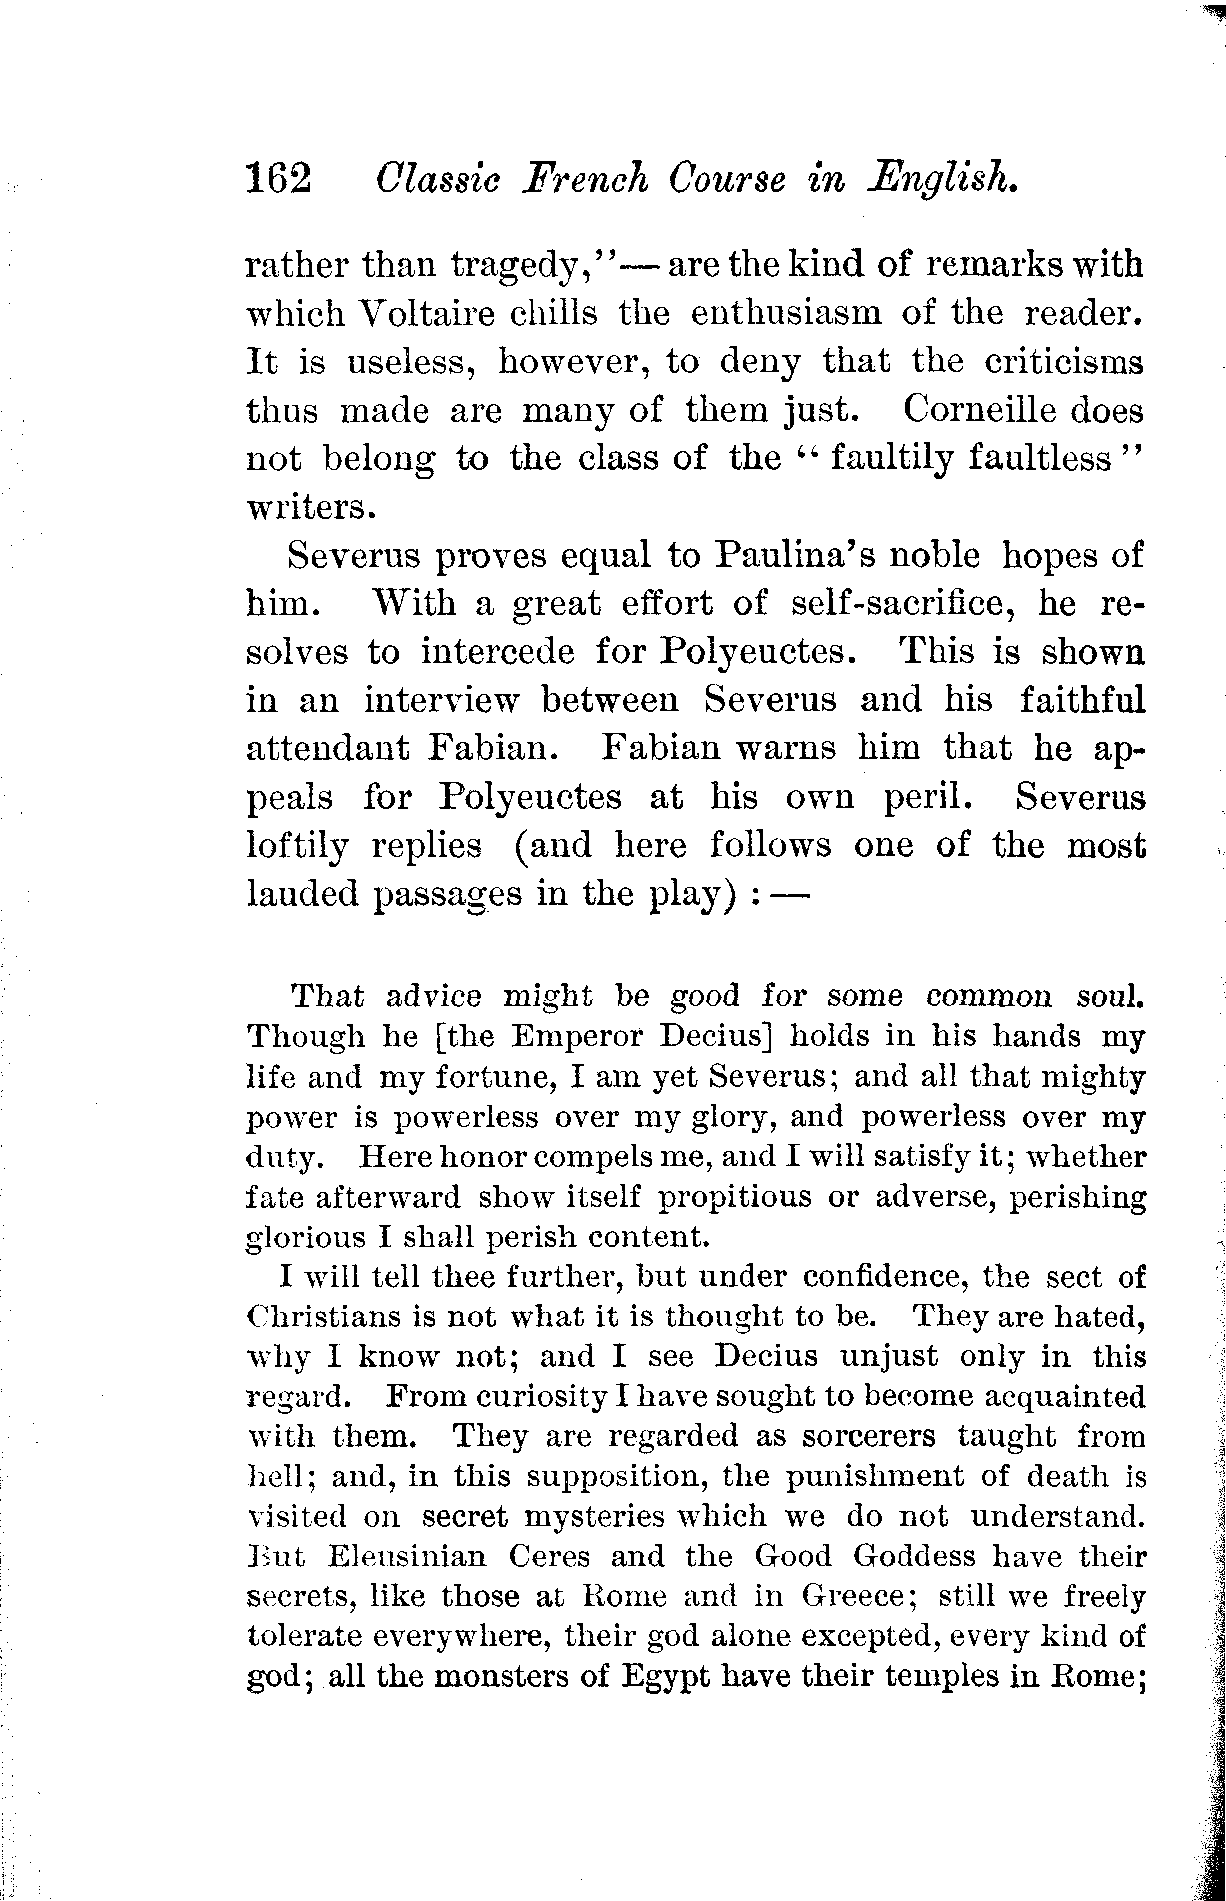 162 Classic French Course in English.
rather than tragedy,"— are the kind of remarks with
which Voltaire chills the enthusiasm of the reader.
It is useless, however, to deny that the criticisms
thus made are many of them just. Corneille does
not belong to the class of the "faultily faultless"
writers.
Severus proves equal to Paulina's noble hopes of
him. With a great effort of self-sacrifice, he re-
solves to intercede for Polyeuctes. This is shown
in an interview between Severus and his faithful
attendant Fabian. Fabian warns him that he ap-
peals for Polyeuctes at his own peril. Severus
loftily replies (and here follows one of the most
lauded passages in the play) : —
That advice might be good for some common soul.
Though he [the Emperor Decius] holds in his hands my
life and my fortune, I am yet Severus; and all that mighty
power is powerless over my glory, and powerless over my
duty. Here honor compels me, and I will satisfy it; whether
fate afterward show itself propitious or adverse, perishing
glorious I shall perish content.
I will tell thee further, but under confidence, the sect of
Christians is not what it is thought to be. They are hated,
why I know not; and I see Decius unjust only in this
regard. From curiosity I have sought to become acquainted
with them. They are regarded as sorcerers taught from
hell; and, in this supposition, the punishment of death is
visited on secret mysteries which we do not understand.
But Eleusinian Ceres and the Good Goddess have their
secrets, like those at Rome and in Greece; still we freely
tolerate everywhere, their god alone excepted, every kind of
god; all the monsters of Egypt have their temples in Rome;